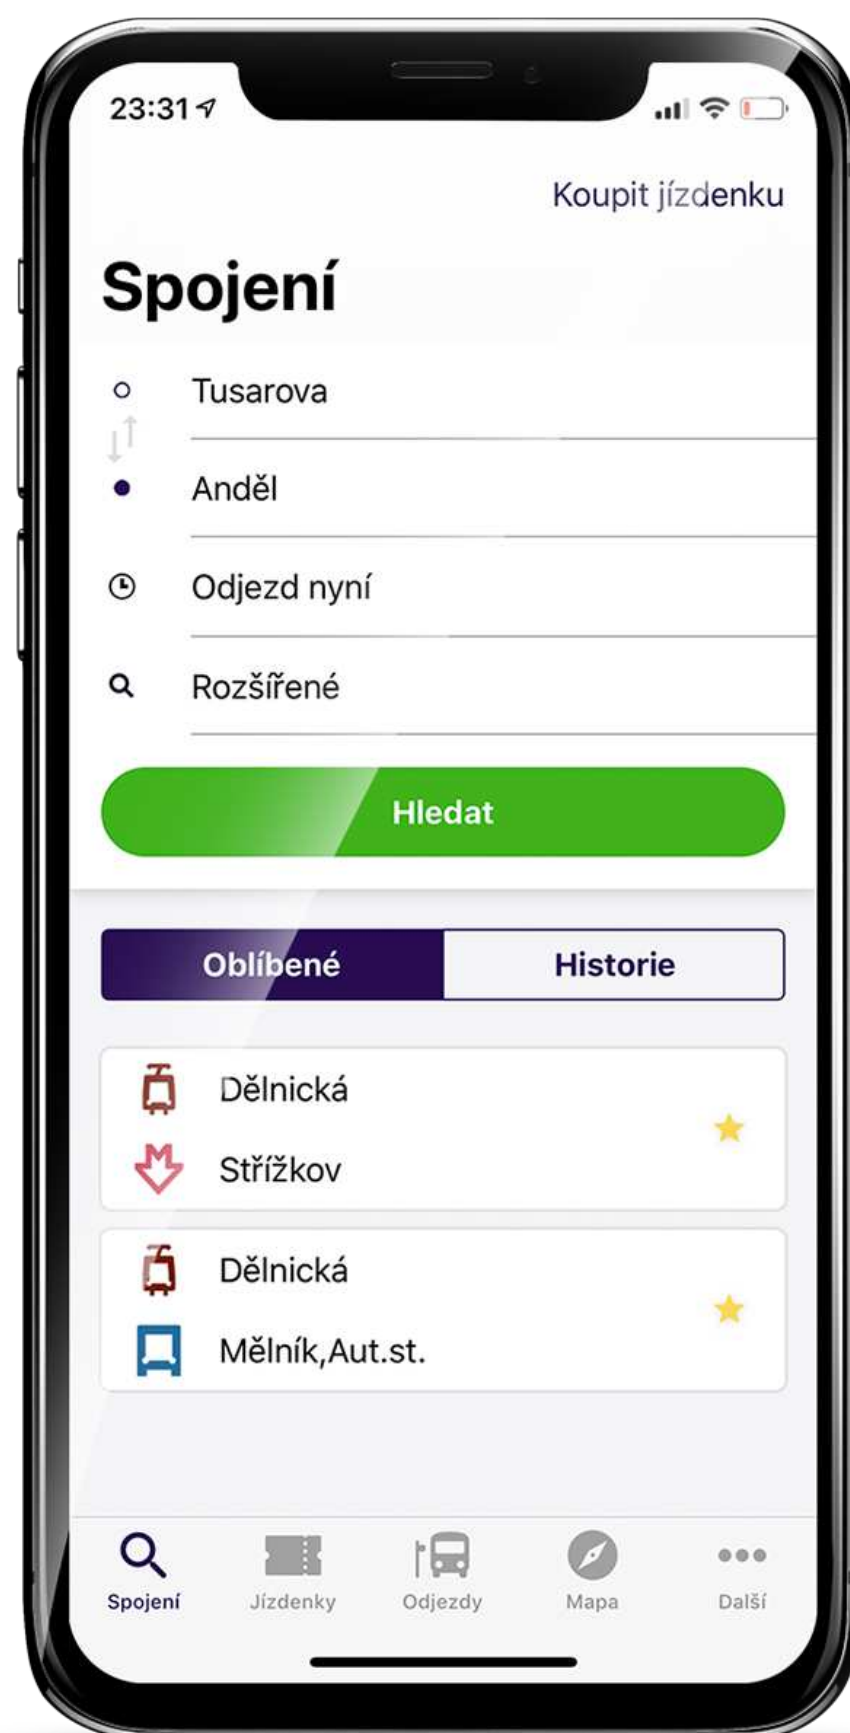 23:31
Koupit jízdenku
Spojení
Tusarova
Anděl
Odjezd nyní
Rozšířené
Hledat
Oblíbené Historie
Dělnická
Střížkov
Dělnická
Mělník,Aut.st.
Spojení Jízdenky Odjezdy Mapa Další